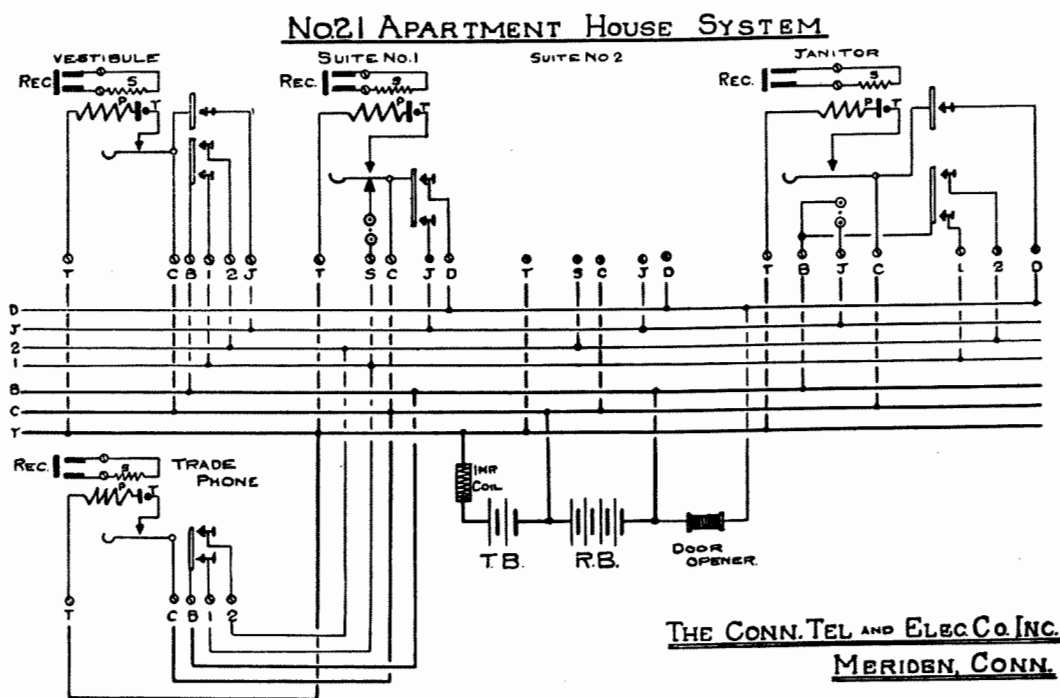 No.21 APARTMENT HOUSE SYSTEM
VESTIBULE
SUITE No.1
SUITE No 2
JANITOR
REC.
S
P
T
REC.
S
P
T
REC.
S
P
T
T C B 1 2 J
T S C J D
T S C J D
T B J C 1 2 D
D
J
2
1
B
C
T
REC.
S
P
T
TRADE
PHONE
IMP.
COIL
T.B.
R.B.
DOOR
OPENER.
T C B 1 2
THE CONN. TEL AND ELEC. CO. INC.
MERIDEN, CONN.